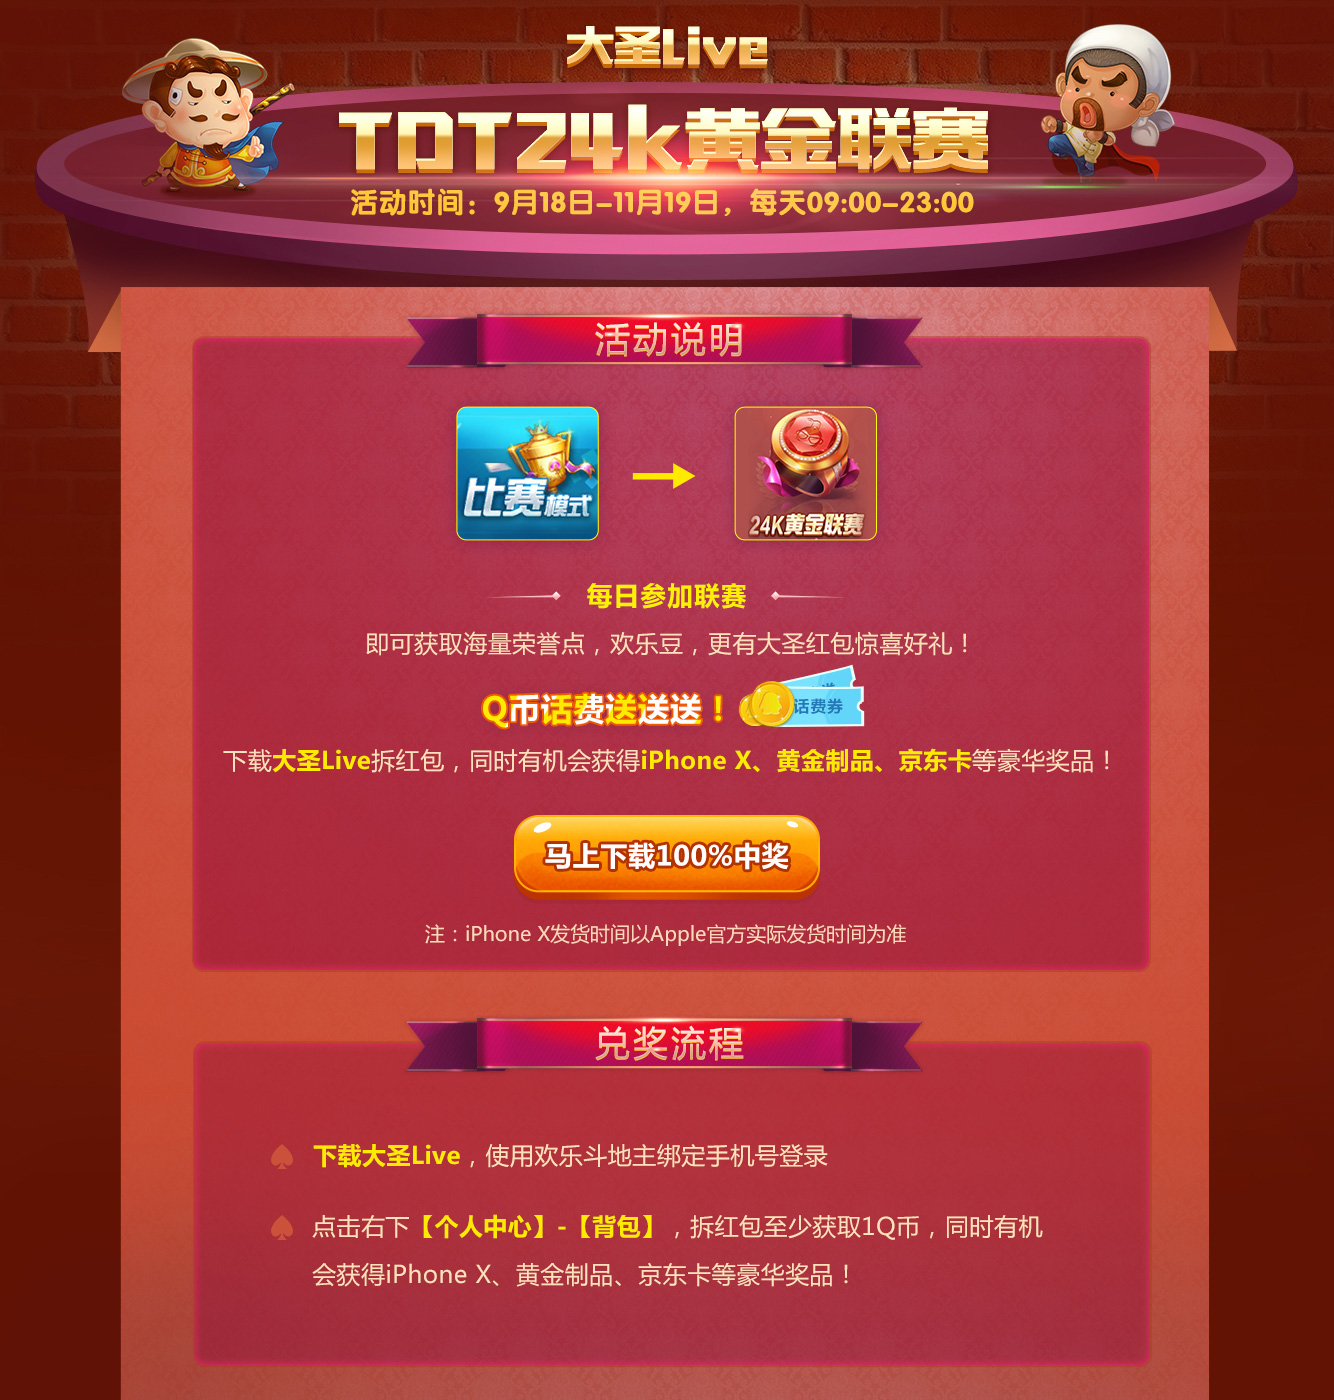 大圣Live
TDT24k黄金联赛
活动时间：9月18日-11月19日，每天09:00-23:00
活动说明
比赛模式
24K黄金联赛
每日参加联赛
即可获取海量荣誉点，欢乐豆，更有大圣红包惊喜好礼！
Q币话费送送送！
话费券
下载大圣Live拆红包，同时有机会获得iPhone X、黄金制品、京东卡等豪华奖品！
马上下载100%中奖
注：iPhone X发货时间以Apple官方实际发货时间为准
兑奖流程
下载大圣Live，使用欢乐斗地主绑定手机号登录
点击右下【个人中心】-【背包】，拆红包至少获取1Q币，同时有机
会获得iPhone X、黄金制品、京东卡等豪华奖品！